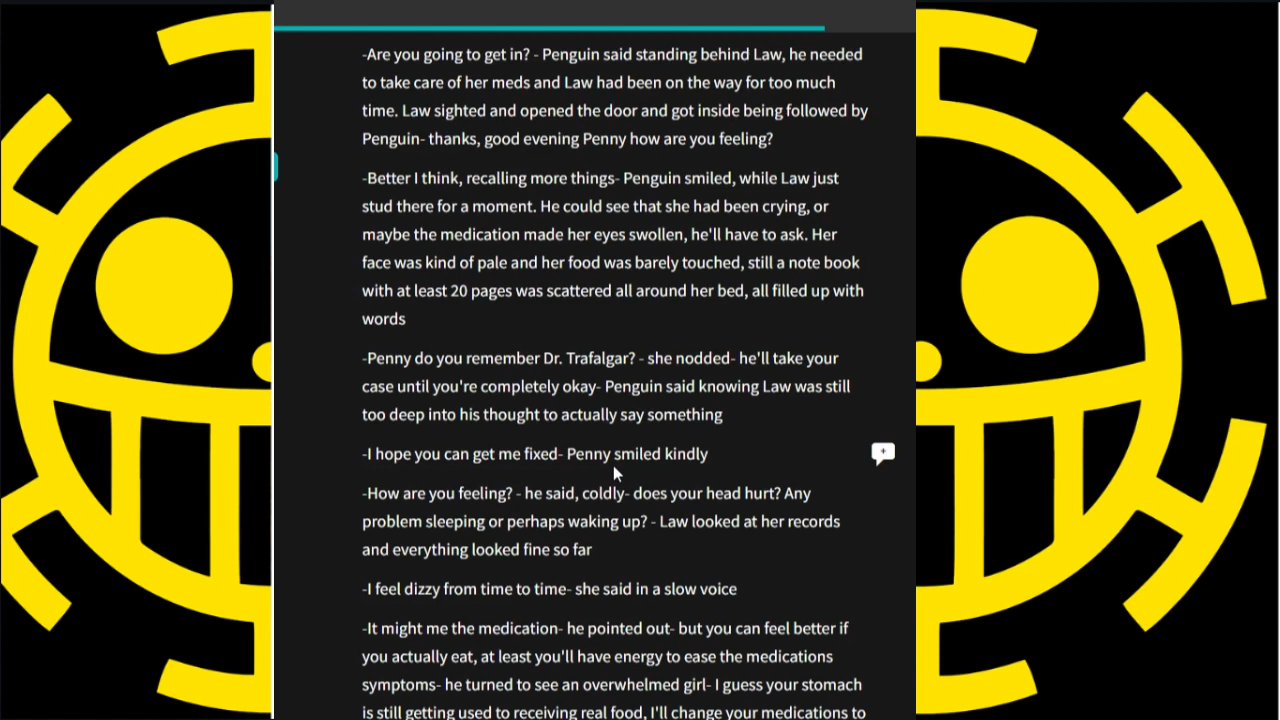 -Are you going to get in? - Penguin said standing behind Law, he needed
to take care of her meds and Law had been on the way for too much
time. Law sighted and opened the door and got inside being followed by
Penguin- thanks, good evening Penny how are you feeling?
-Better I think, recalling more things- Penguin smiled, while Law just
stud there for a moment. He could see that she had been crying, or
maybe the medication made her eyes swollen, he'll have to ask. Her
face was kind of pale and her food was barely touched, still a note book
with at least 20 pages was scattered all around her bed, all filled up with
words
-Penny do you remember Dr. Trafalgar? - she nodded- he'll take your
case until you're completely okay- Penguin said knowing Law was still
too deep into his thought to actually say something
-I hope you can get me fixed- Penny smiled kindly
-How are you feeling? - he said, coldly- does your head hurt? Any
problem sleeping or perhaps waking up? - Law looked at her records
and everything looked fine so far
-I feel dizzy from time to time- she said in a slow voice
-It might me the medication- he pointed out- but you can feel better if
you actually eat, at least you'll have energy to ease the medications
symptoms- he turned to see an overwhelmed girl- I guess your stomach
is still getting used to receiving real food, I'll change your medications to